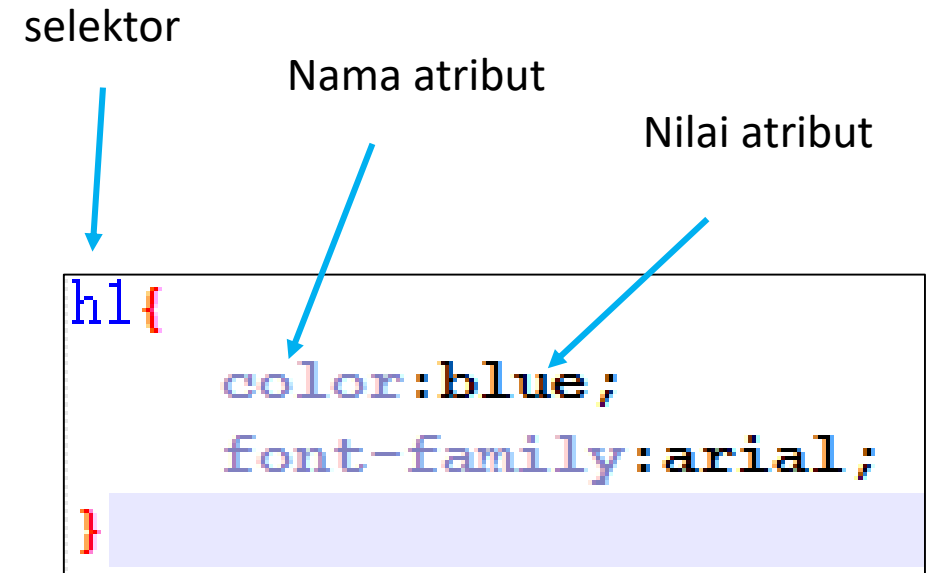 selektor
Nama atribut
Nilai atribut
h1{
color:blue;
font-family:arial;
}